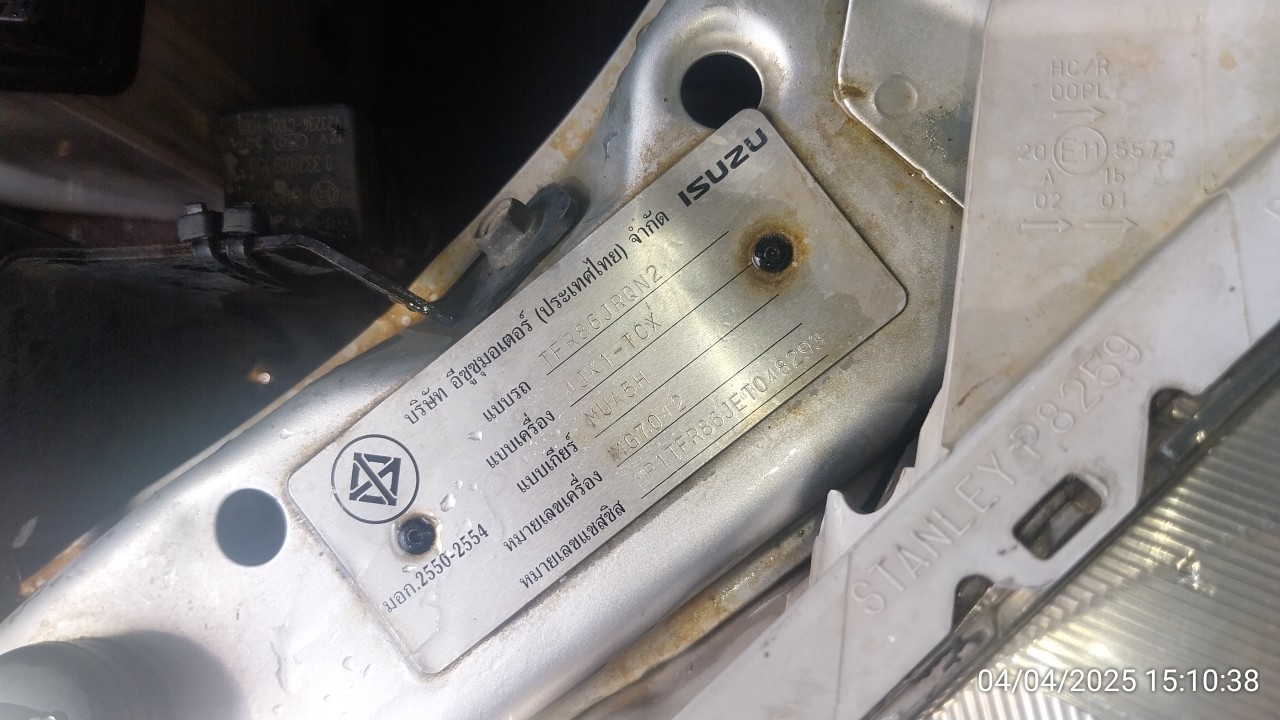 ISUZU
บริษัท อีซูซุมอเตอร์ (ประเทศไทย) จำกัด
แบบรถ TFR86JRQN2
แบบเครื่อง 4JK1-TCX
แบบเกียร์ MUA5H
หมายเลขเครื่อง
หมายเลขแชสซิส
มอก.2550-2554
HC/R
00PL
20 E11 5572
A 1b
02 01
STANLEY P8259
04/04/2025 15:10:38